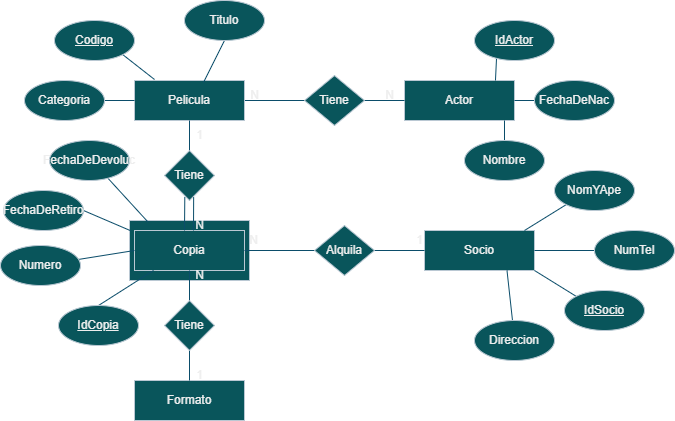 Titulo
Codigo
IdActor
Categoria
Pelicula
N
Tiene
N
Actor
FechaDeNac
1
FechaDeDevoluc
Tiene
Nombre
NomYApe
FechaDeRetiro
N
Copia
N
Alquila
1
Socio
NumTel
Numero
N
IdCopia
Tiene
IdSocio
Direccion
1
Formato